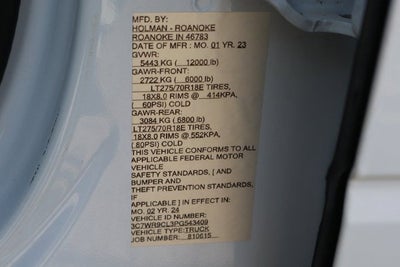 MFD. BY:
HOLMAN - ROANOKE
ROANOKE IN 46783
DATE OF MFR : MO. 01 YR. 23
GVWR:
5443 KG ( 12000 lb)
GAWR-FRONT:
2722 KG ( 6000 lb)
LT275/70R18E TIRES,
18X8.0 RIMS @ 414KPA,
( 60PSI) COLD
GAWR-REAR:
3084 KG ( 6800 lb)
LT275/70R18E TIRES,
18X8.0 RIMS @ 552KPA,
( 80PSI) COLD
THIS VEHICLE CONFORMS TO ALL
APPLICABLE FEDERAL MOTOR
VEHICLE
SAFETY STANDARDS, [ AND
BUMPER AND
THEFT PREVENTION STANDARDS,
IF
APPLICABLE ] IN EFFECT IN:
MO. 02 YR. 24
VEHICLE ID NUMBER:
3C7WR9CL3PG543409
VEHICLE TYPE: TRUCK
JOB NUMBER: 810615